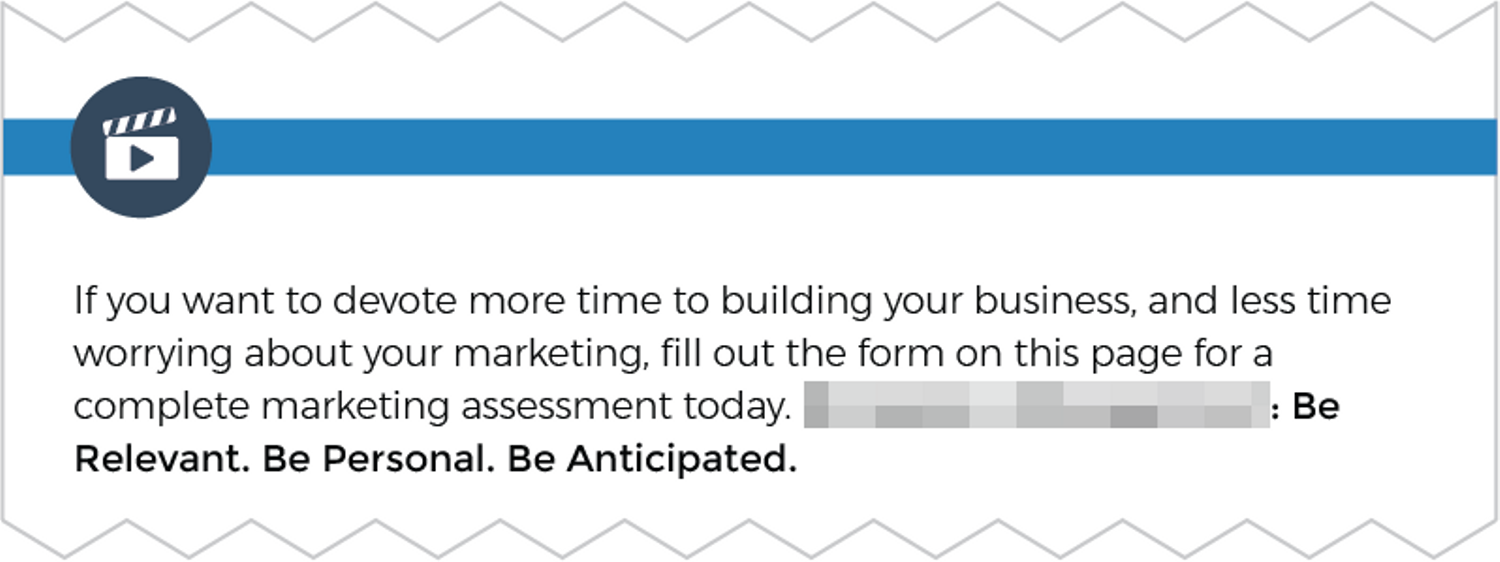 If you want to devote more time to building your business, and less time
worrying about your marketing, fill out the form on this page for a
complete marketing assessment today. : Be
Relevant. Be Personal. Be Anticipated.